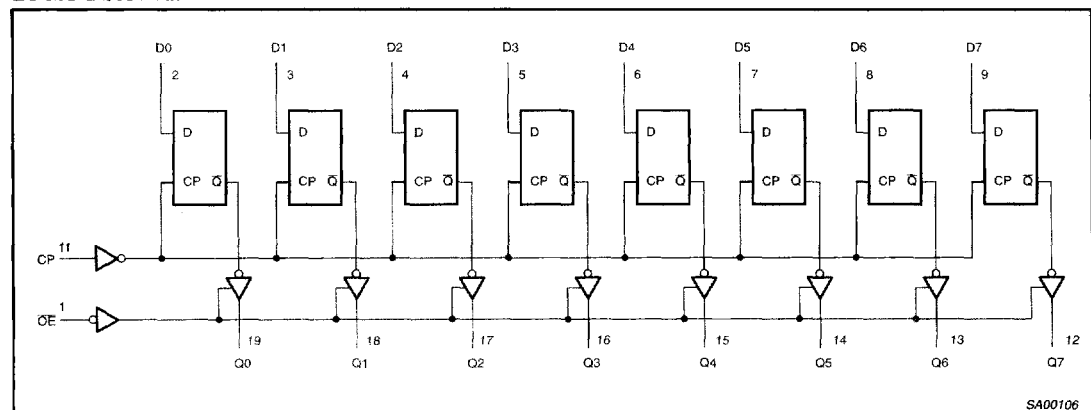 D0 D1 D2 D3 D4 D5 D6 D7
2 3 4 5 6 7 8 9
D D D D D D D D
CP Q̅ CP Q̅ CP Q̅ CP Q̅ CP Q̅ CP Q̅ CP Q̅ CP Q̅
CP 11
O̅E̅ 1
19 18 17 16 15 14 13 12
Q0 Q1 Q2 Q3 Q4 Q5 Q6 Q7
SA00106